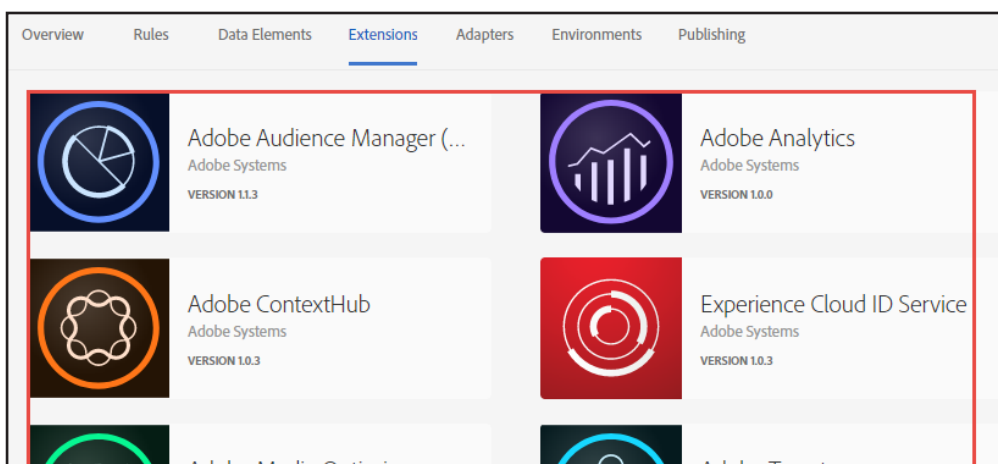 Overview Rules Data Elements Extensions Adapters Environments Publishing
Adobe Audience Manager (...
Adobe Systems
VERSION 1.1.3
Adobe Analytics
Adobe Systems
VERSION 1.0.0
Adobe ContextHub
Adobe Systems
VERSION 1.0.3
Experience Cloud ID Service
Adobe Systems
VERSION 1.0.3